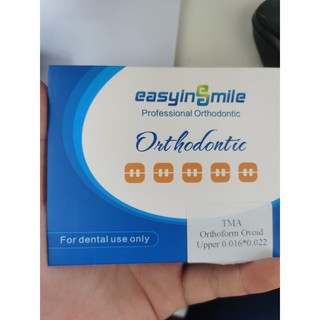 easyinSmile
Professional Orthodontic
Orthodontic
For dental use only
TMA
Orthoform Ovoid
Upper 0.016*0.022